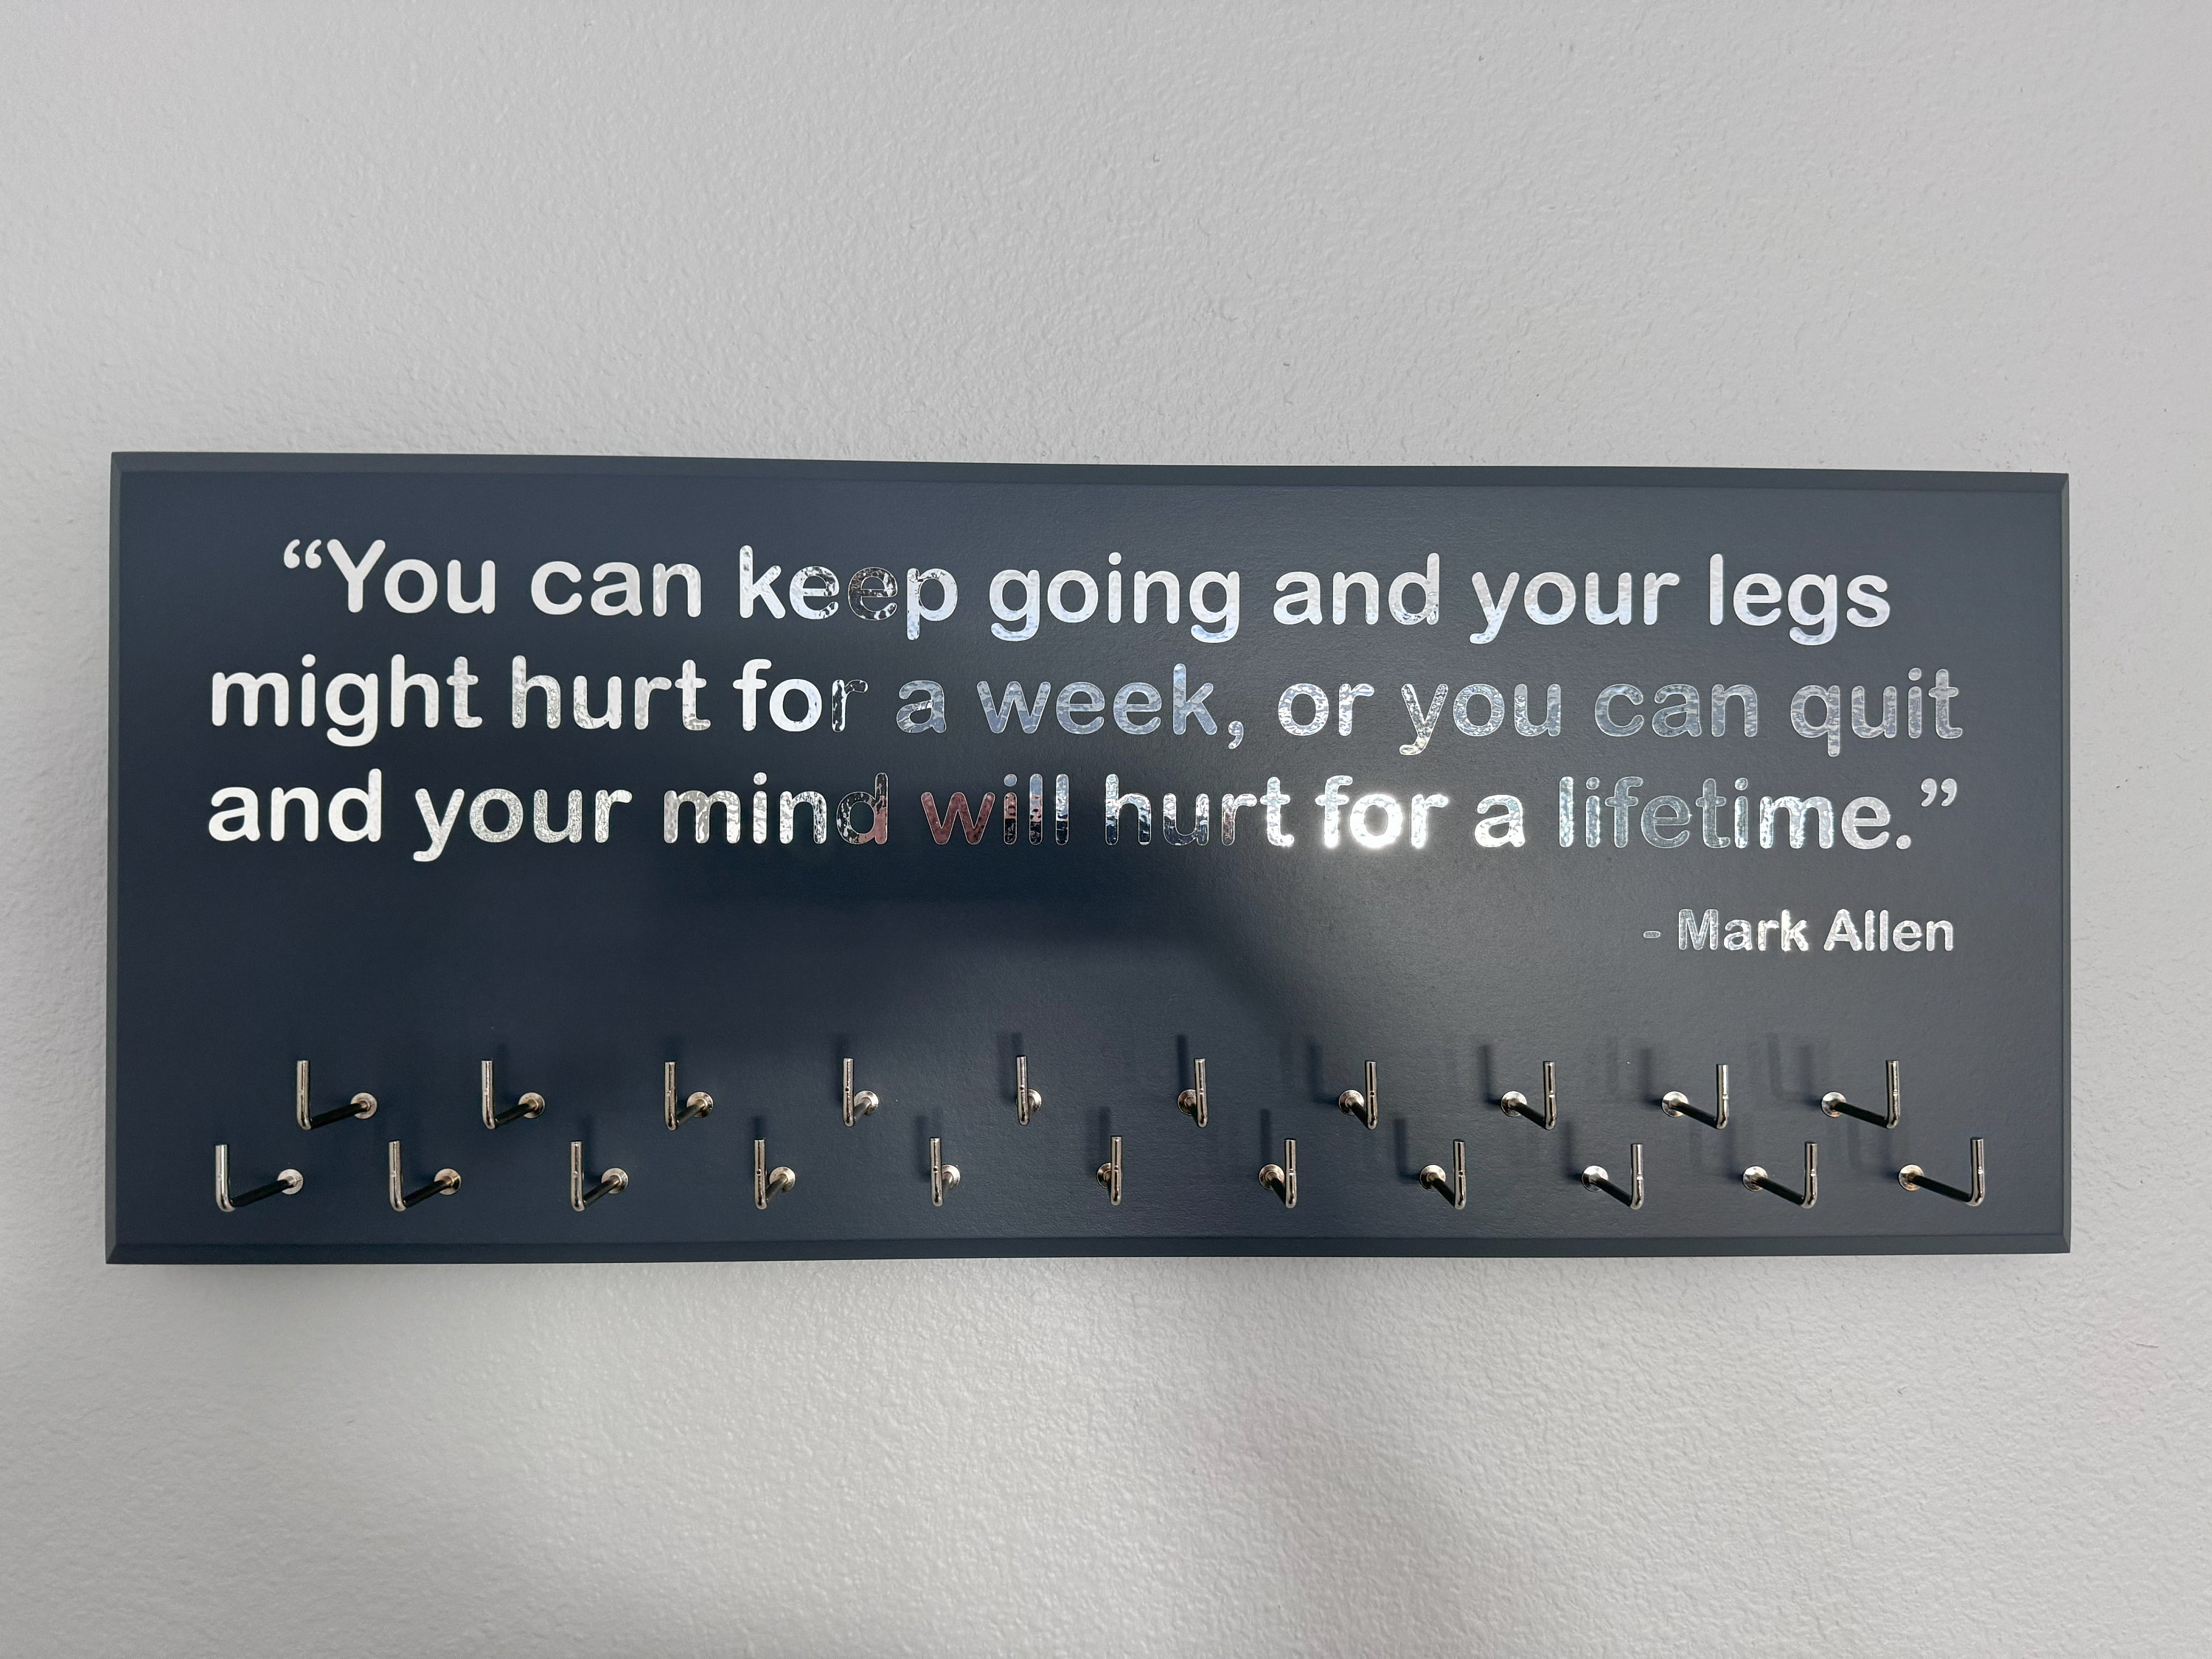 “You can keep going and your legs
might hurt for a week, or you can quit
and your mind will hurt for a lifetime.”
- Mark Allen